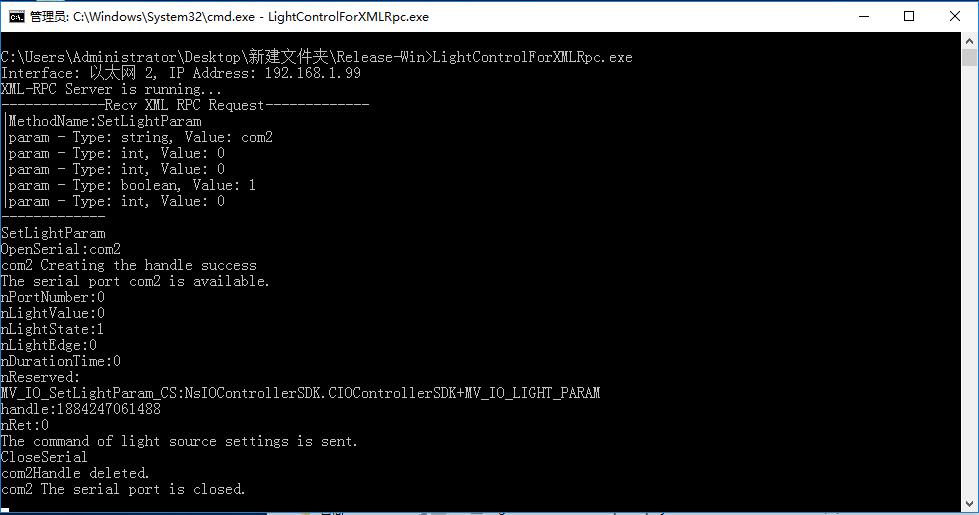 管理员: C:\Windows\System32\cmd.exe - LightControlForXMLRpc.exe
C:\Users\Administrator\Desktop\新建文件夹\Release-Win>LightControlForXMLRpc.exe
Interface: 以太网 2, IP Address: 192.168.1.99
XML-RPC Server is running...
-------------Recv XML RPC Request-------------
|MethodName:SetLightParam
|param - Type: string, Value: com2
|param - Type: int, Value: 0
|param - Type: int, Value: 0
|param - Type: boolean, Value: 1
|param - Type: int, Value: 0
-------------
SetLightParam
OpenSerial:com2
com2 Creating the handle success
The serial port com2 is available.
nPortNumber:0
nLightValue:0
nLightState:1
nLightEdge:0
nDurationTime:0
nReserved:
MV_IO_SetLightParam_CS:NsIOControllerSDK.CIOControllerSDK+MV_IO_LIGHT_PARAM
handle:1884247061488
nRet:0
The command of light source settings is sent.
CloseSerial
com2Handle deleted.
com2 The serial port is closed.